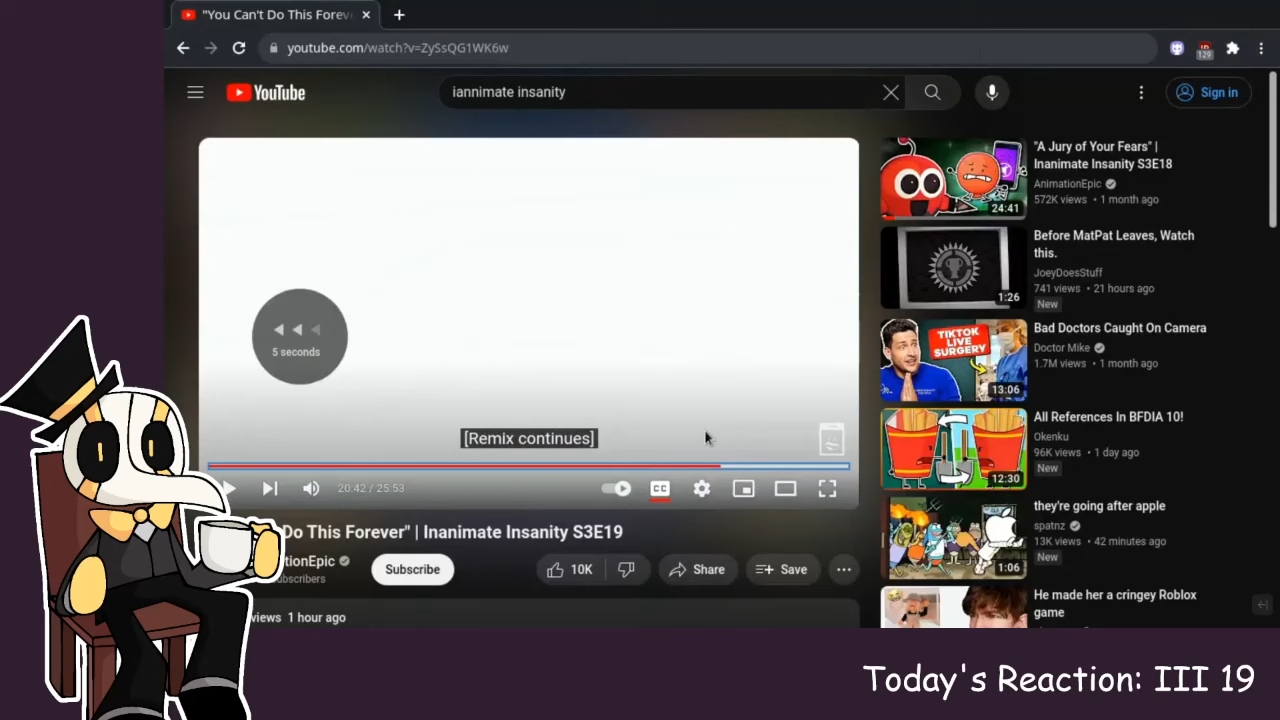 "You Can't Do This Forev
youtube.com/watch?v=ZySsQG1WK6w
129
YouTube
iannimate insanity
Sign in
5 seconds
[Remix continues]
20:42 / 25:53
CC
Do This Forever" | Inanimate Insanity S3E19
tionEpic
scribers
Subscribe
10K
Share
Save
views 1 hour ago
24:41
"A Jury of Your Fears" |
Inanimate Insanity S3E18
AnimationEpic
572K views • 1 month ago
1:26
Before MatPat Leaves, Watch
this.
JoeyDoesStuff
741 views • 21 hours ago
New
TIKTOK
LIVE
SURGERY
13:06
Bad Doctors Caught On Camera
Doctor Mike
1.7M views • 1 month ago
12:30
All References In BFDIA 10!
Okenku
96K views • 1 day ago
New
1:06
they're going after apple
spatnz
13K views • 42 minutes ago
New
He made her a cringey Roblox
game
Today's Reaction: III 19